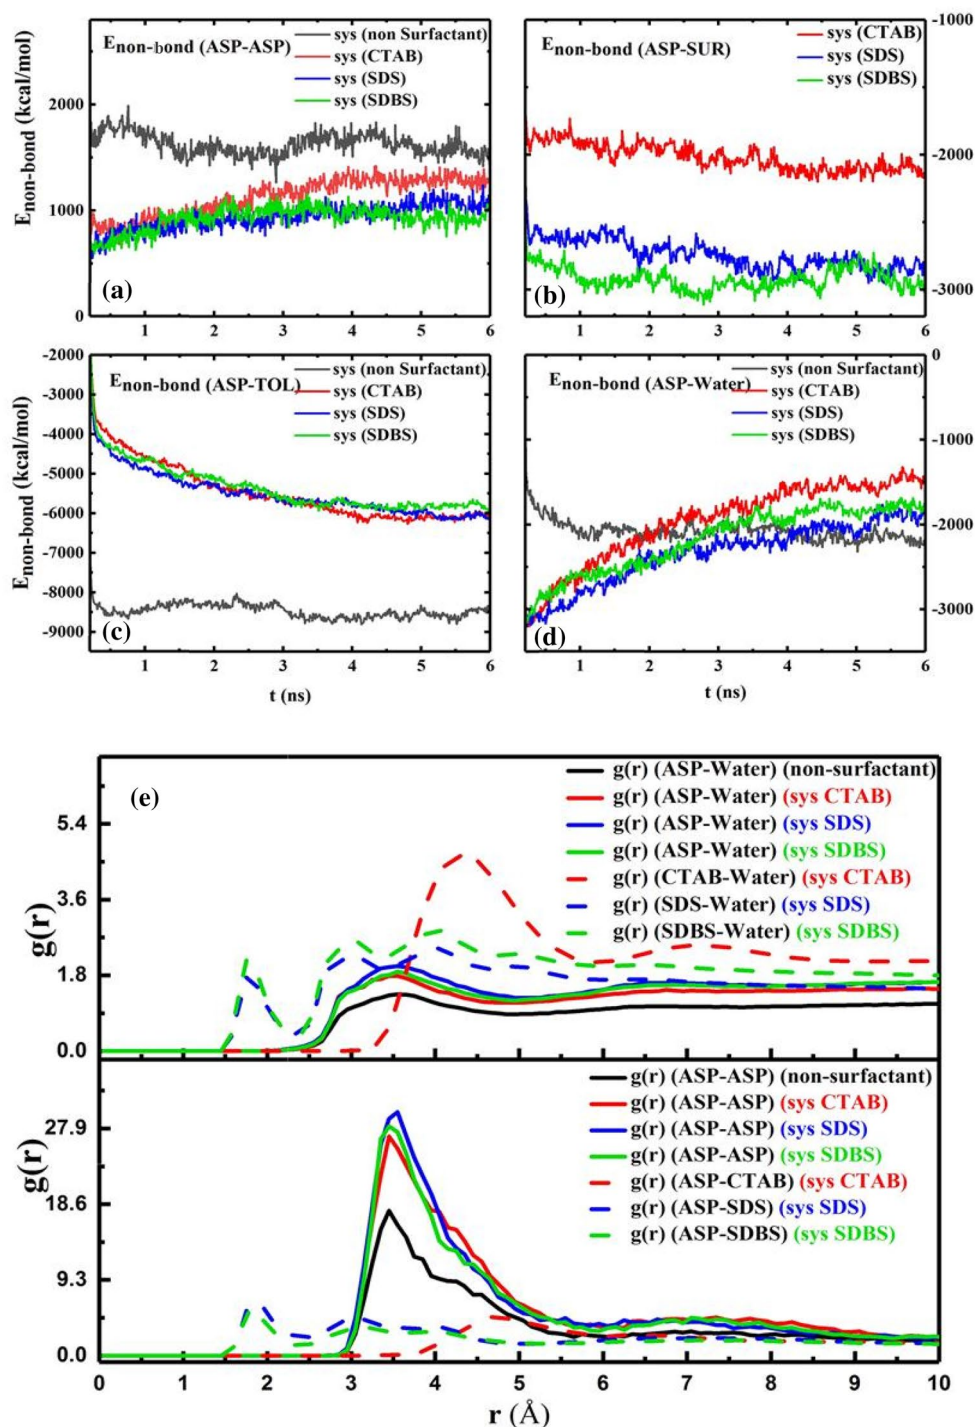 E non-bond (ASP-ASP)
sys (non Surfactant)
sys (CTAB)
sys (SDS)
sys (SDBS)
E non-bond (kcal/mol)
2000
1000
0
(a)
1 2 3 4 5 6
E non-bond (ASP-SUR)
sys (CTAB)
sys (SDS)
sys (SDBS)
-1000
-2000
-3000
(b)
1 2 3 4 5 6
E non-bond (ASP-TOL)
sys (non Surfactant)
sys (CTAB)
sys (SDS)
sys (SDBS)
E non-bond (kcal/mol)
-2000
-3000
-4000
-5000
-6000
-7000
-8000
-9000
(c)
1 2 3 4 5 6
t (ns)
E non-bond (ASP-Water)
sys (non Surfactant)
sys (CTAB)
sys (SDS)
sys (SDBS)
0
-1000
-2000
-3000
(d)
1 2 3 4 5 6
t (ns)
(e)
g(r) (ASP-Water) (non-surfactant)
g(r) (ASP-Water) (sys CTAB)
g(r) (ASP-Water) (sys SDS)
g(r) (ASP-Water) (sys SDBS)
g(r) (CTAB-Water) (sys CTAB)
g(r) (SDS-Water) (sys SDS)
g(r) (SDBS-Water) (sys SDBS)
g(r)
5.4
3.6
1.8
0.0
g(r) (ASP-ASP) (non-surfactant)
g(r) (ASP-ASP) (sys CTAB)
g(r) (ASP-ASP) (sys SDS)
g(r) (ASP-ASP) (sys SDBS)
g(r) (ASP-CTAB) (sys CTAB)
g(r) (ASP-SDS) (sys SDS)
g(r) (ASP-SDBS) (sys SDBS)
g(r)
27.9
18.6
9.3
0.0
0 1 2 3 4 5 6 7 8 9 10
r (Å)